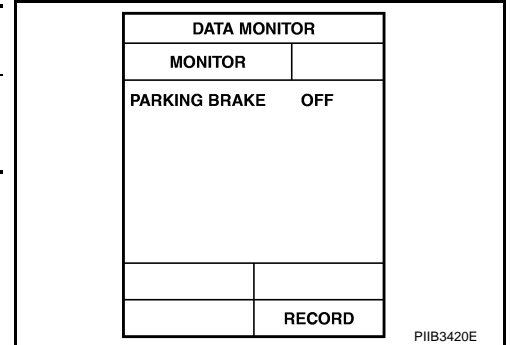 DATA MONITOR
MONITOR
PARKING BRAKE OFF
RECORD
PIIB3420E